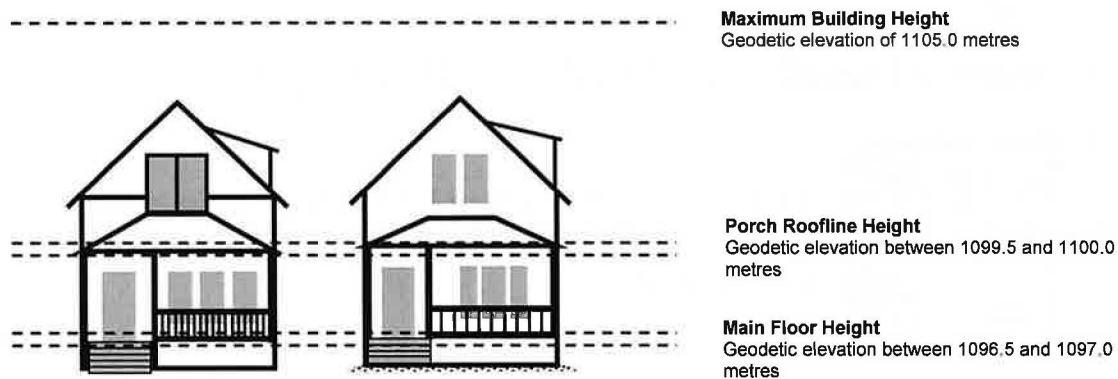 Maximum Building Height
Geodetic elevation of 1105.0 metres
Porch Roofline Height
Geodetic elevation between 1099.5 and 1100.0
metres
Main Floor Height
Geodetic elevation between 1096.5 and 1097.0
metres